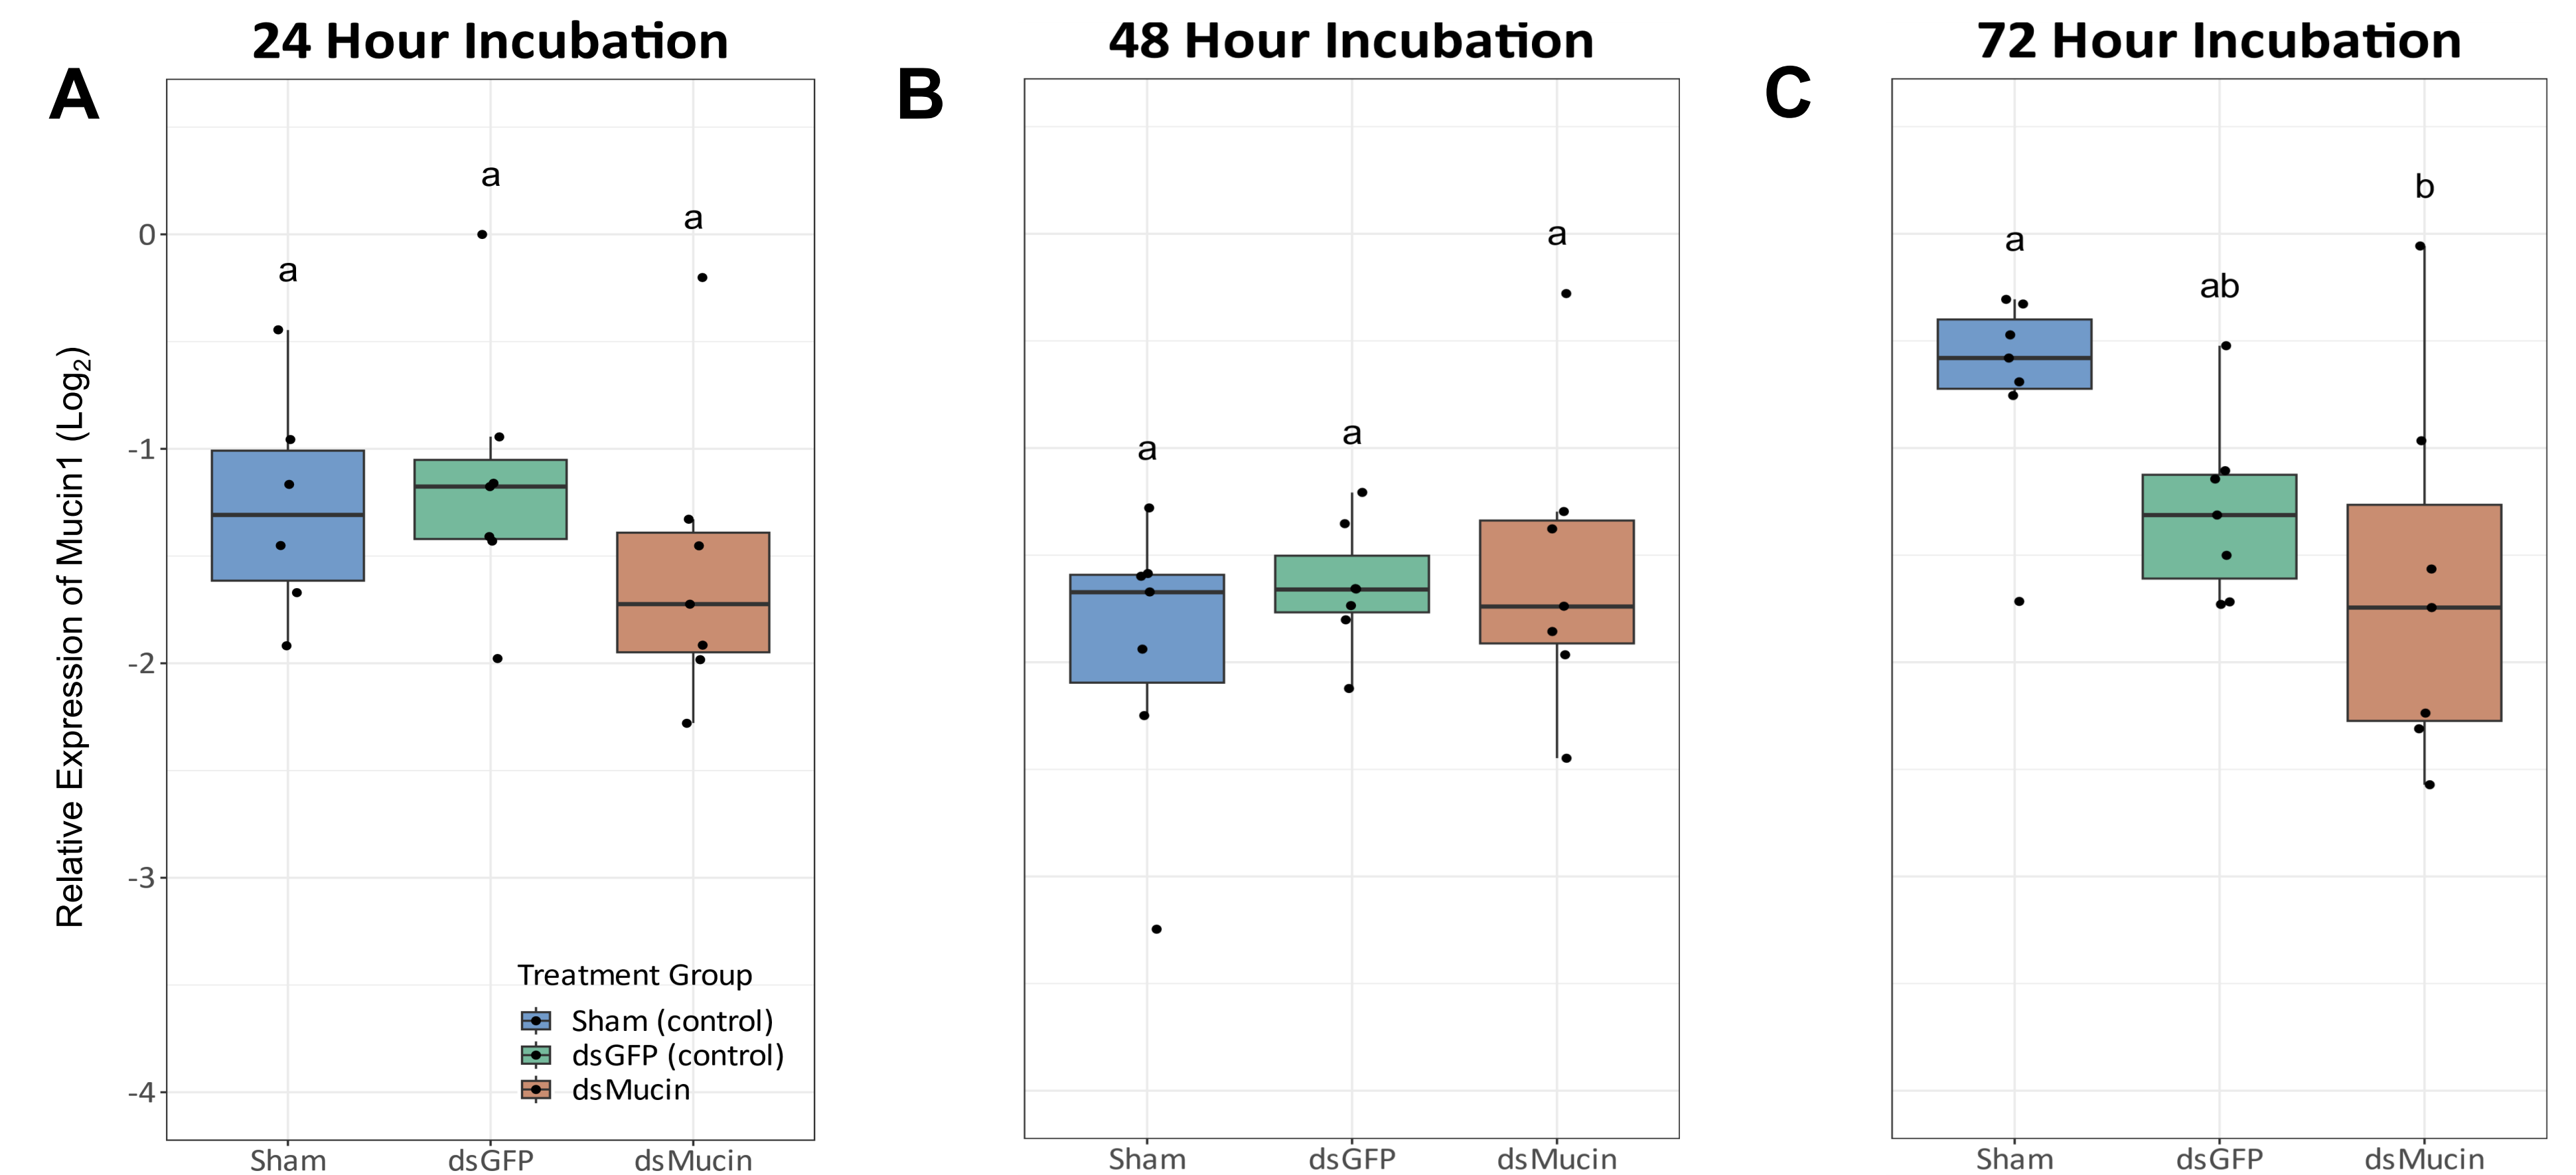 24 Hour Incubation
48 Hour Incubation
72 Hour Incubation
A
B
C
Relative Expression of Mucin1 (Log2)
0
-1
-2
-3
-4
a
a
a
a
a
a
a
ab
b
Treatment Group
Sham (control)
dsGFP (control)
dsMucin
Sham
dsGFP
dsMucin
Sham
dsGFP
dsMucin
Sham
dsGFP
dsMucin